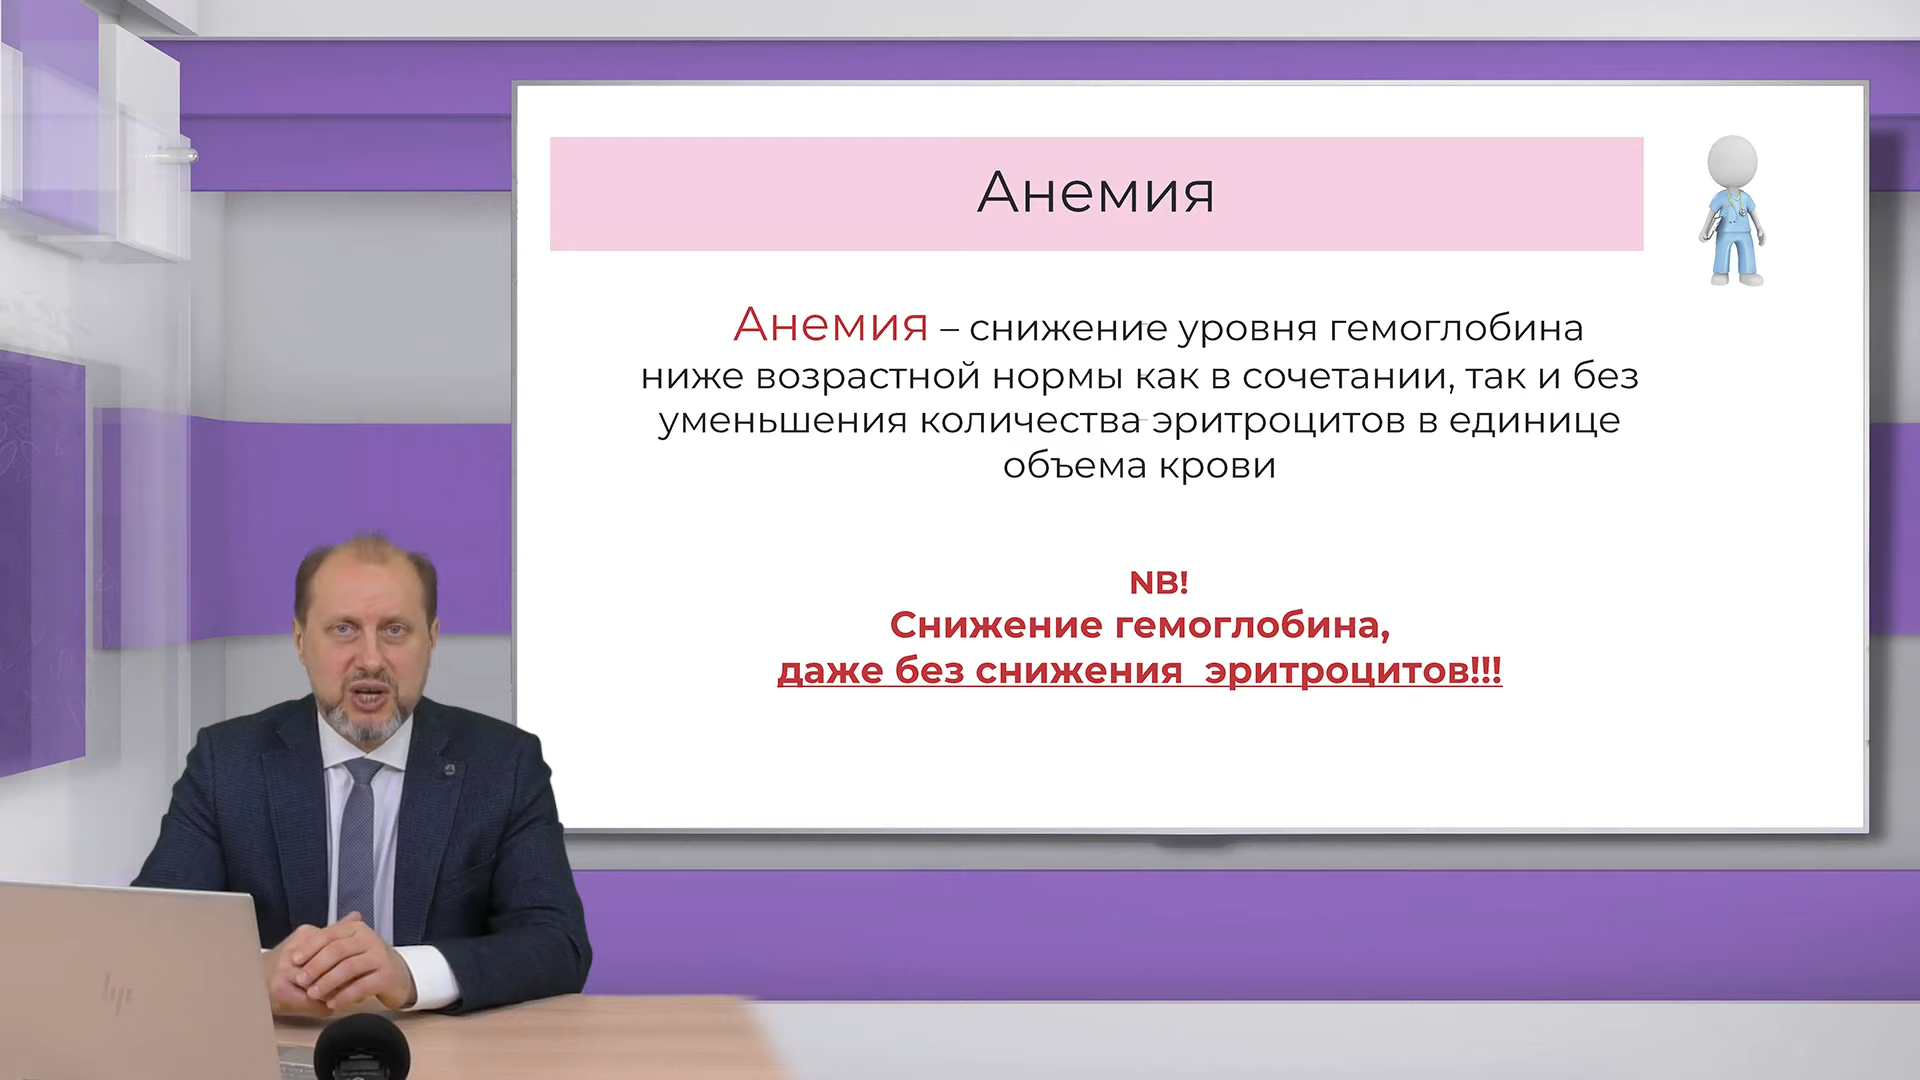 Анемия
Анемия – снижение уровня гемоглобина
ниже возрастной нормы как в сочетании, так и без
уменьшения количества эритроцитов в единице
объема крови
NB!
Снижение гемоглобина,
даже без снижения эритроцитов!!!
hp